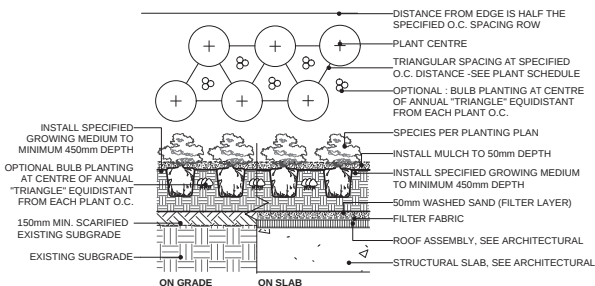 DISTANCE FROM EDGE IS HALF THE
SPECIFIED O.C. SPACING ROW
PLANT CENTRE
TRIANGULAR SPACING AT SPECIFIED
O.C. DISTANCE -SEE PLANT SCHEDULE
OPTIONAL : BULB PLANTING AT CENTRE
OF ANNUAL "TRIANGLE" EQUIDISTANT
FROM EACH PLANT O.C.
SPECIES PER PLANTING PLAN
INSTALL MULCH TO 50mm DEPTH
INSTALL SPECIFIED GROWING MEDIUM
TO MINIMUM 450mm DEPTH
50mm WASHED SAND (FILTER LAYER)
FILTER FABRIC
ROOF ASSEMBLY, SEE ARCHITECTURAL
STRUCTURAL SLAB, SEE ARCHITECTURAL
INSTALL SPECIFIED
GROWING MEDIUM TO
MINIMUM 450mm DEPTH
OPTIONAL BULB PLANTING
AT CENTRE OF ANNUAL
"TRIANGLE" EQUIDISTANT
FROM EACH PLANT O.C.
150mm MIN. SCARIFIED
EXISTING SUBGRADE
EXISTING SUBGRADE
ON GRADE
ON SLAB